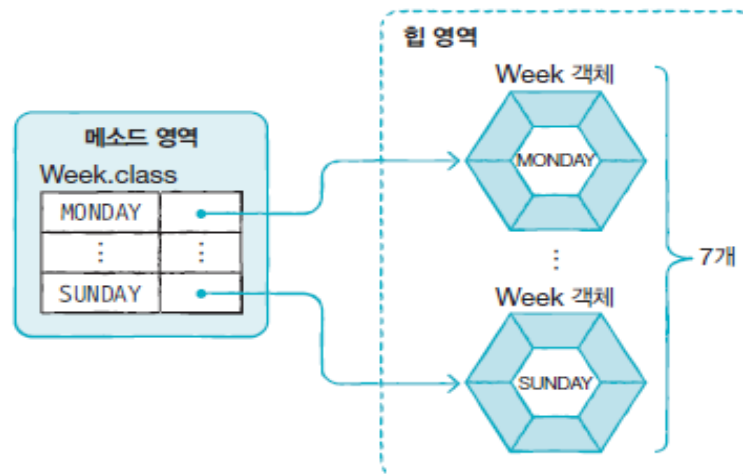 힙 영역
Week 객체
메소드 영역
Week.class
MONDAY
⋮ ⋮
SUNDAY
MONDAY
⋮
7개
Week 객체
SUNDAY